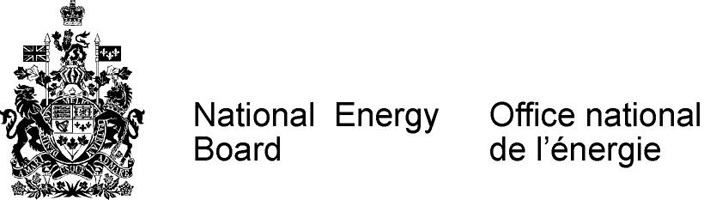 National Energy
Board
Office national
de l'énergie